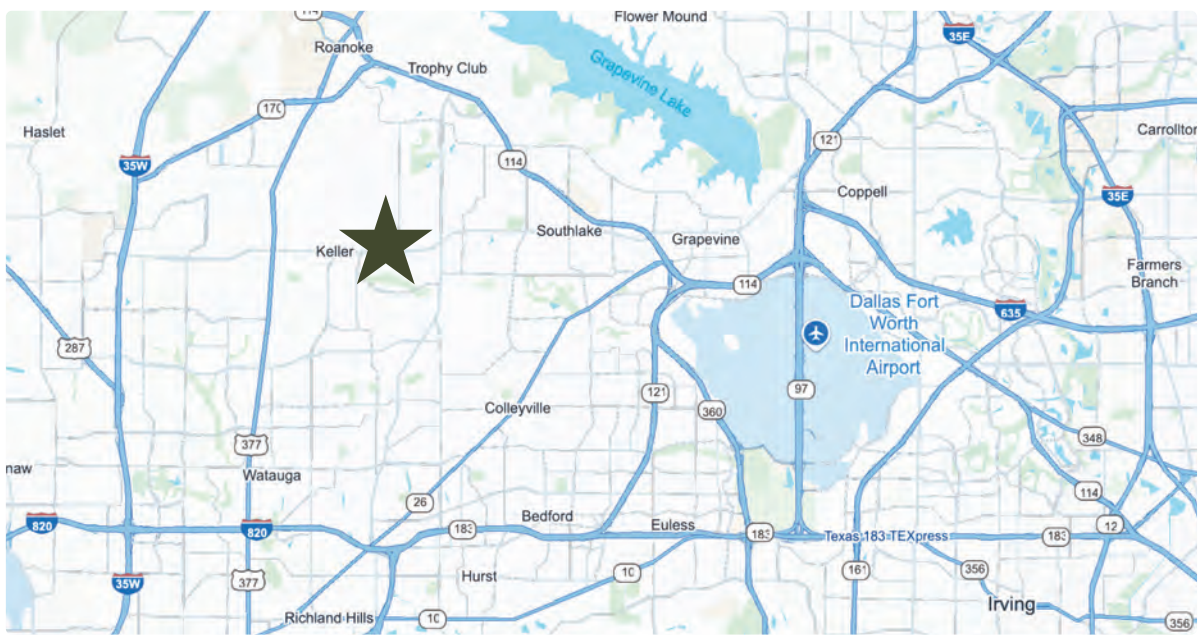 174
Flower Mound
35E
Roanoke
Trophy Club
Grapevine Lake
170
Haslet
121
Carrollton
35W
114
Coppell
35E
Southlake
Grapevine
Keller
Farmers
Branch
114
Dallas Fort
Worth
International
Airport
635
287
97
121
Colleyville
360
377
348
naw
Watauga
114
26
820
820
183
Bedford
Euless
183
Texas 183 TEXpress
183
12
35W
377
Hurst
10
161
356
Irving
Richland Hills
10
356